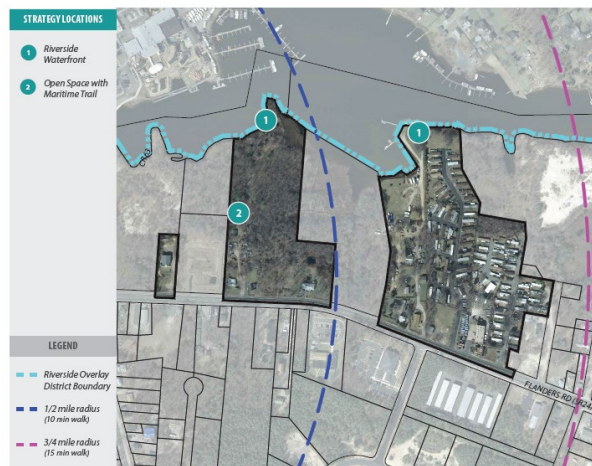 STRATEGY LOCATIONS
1
Riverside
Waterfront
2
Open Space with
Maritime Trail
1
1
2
LEGEND
Riverside Overlay
District Boundary
1/2 mile radius
(10 min walk)
3/4 mile radius
(15 min walk)
FLANDERS RD (SR24